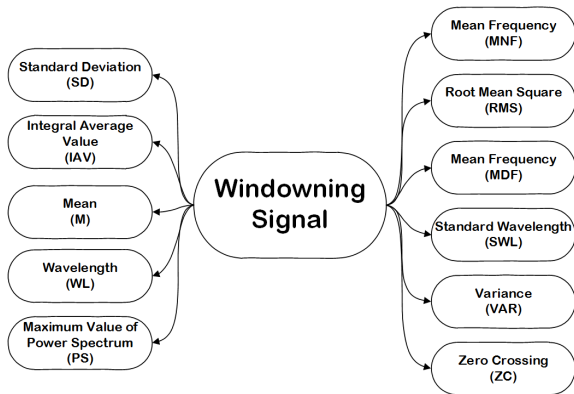 Standard Deviation
(SD)
Integral Average
Value
(IAV)
Mean
(M)
Wavelength
(WL)
Maximum Value of
Power Spectrum
(PS)
Windowning
Signal
Mean Frequency
(MNF)
Root Mean Square
(RMS)
Mean Frequency
(MDF)
Standard Wavelength
(SWL)
Variance
(VAR)
Zero Crossing
(ZC)